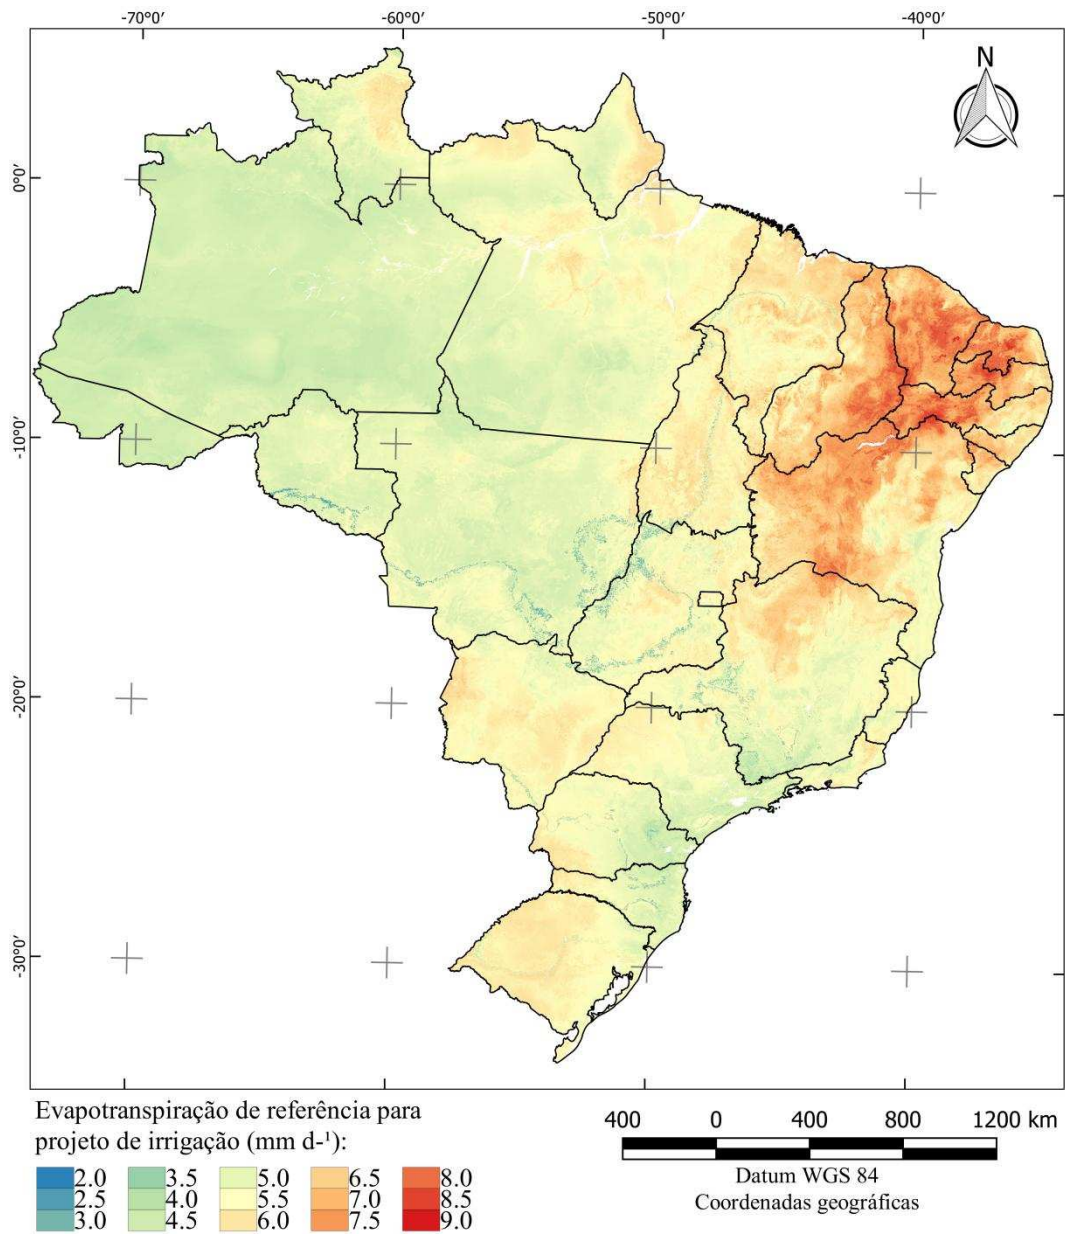 -70°0' -60°0' -50°0' -40°0'
N
0°0'
-10°0'
-20°0'
-30°0'
Evapotranspiração de referência para
projeto de irrigação (mm d-¹):
2.0 3.5 5.0 6.5 8.0
2.5 4.0 5.5 7.0 8.5
3.0 4.5 6.0 7.5 9.0
400 0 400 800 1200 km
Datum WGS 84
Coordenadas geográficas